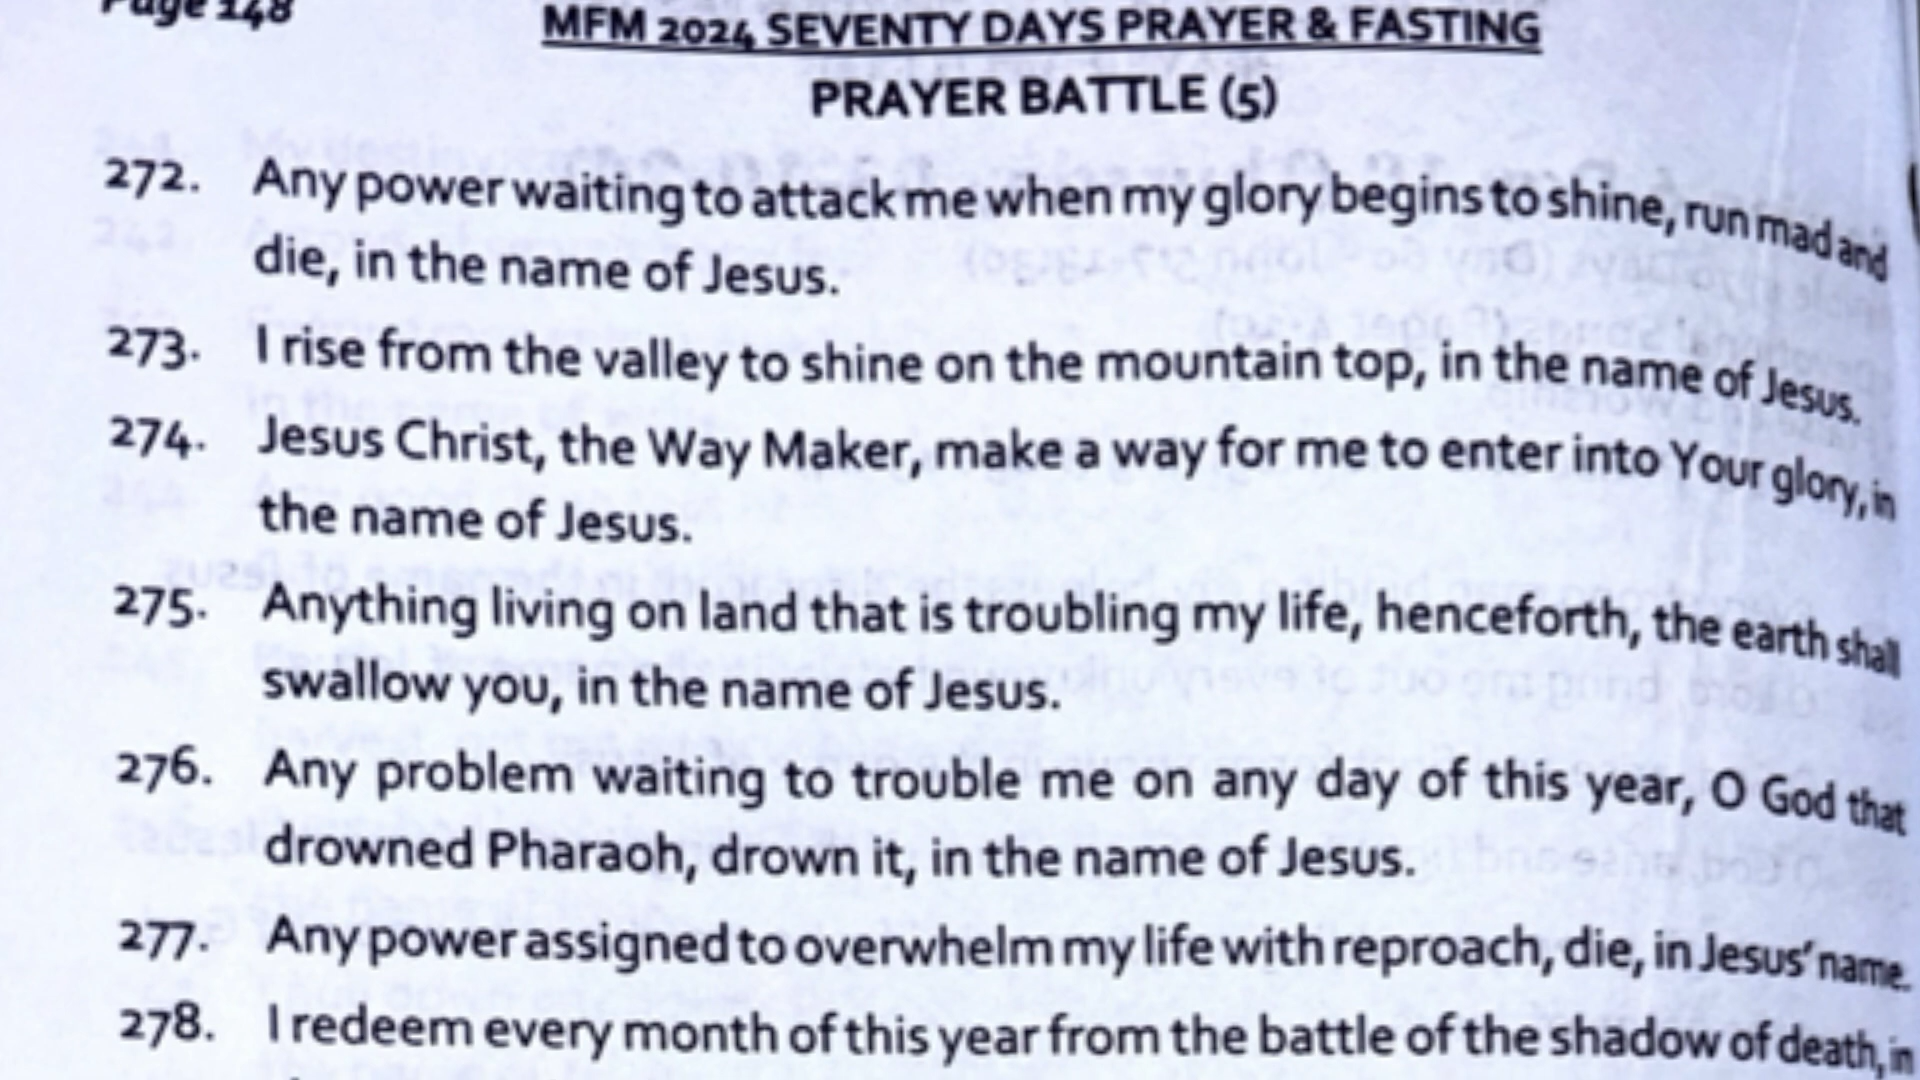 Page 148
MFM 2024 SEVENTY DAYS PRAYER & FASTING
PRAYER BATTLE (5)
272. Any power waiting to attack me when my glory begins to shine, run mad and
die, in the name of Jesus.
273. I rise from the valley to shine on the mountain top, in the name of Jesus.
274. Jesus Christ, the Way Maker, make a way for me to enter into Your glory, in
the name of Jesus.
275. Anything living on land that is troubling my life, henceforth, the earth shall
swallow you, in the name of Jesus.
276. Any problem waiting to trouble me on any day of this year, O God that
drowned Pharaoh, drown it, in the name of Jesus.
277. Any power assigned to overwhelm my life with reproach, die, in Jesus' name.
278. I redeem every month of this year from the battle of the shadow of death, in